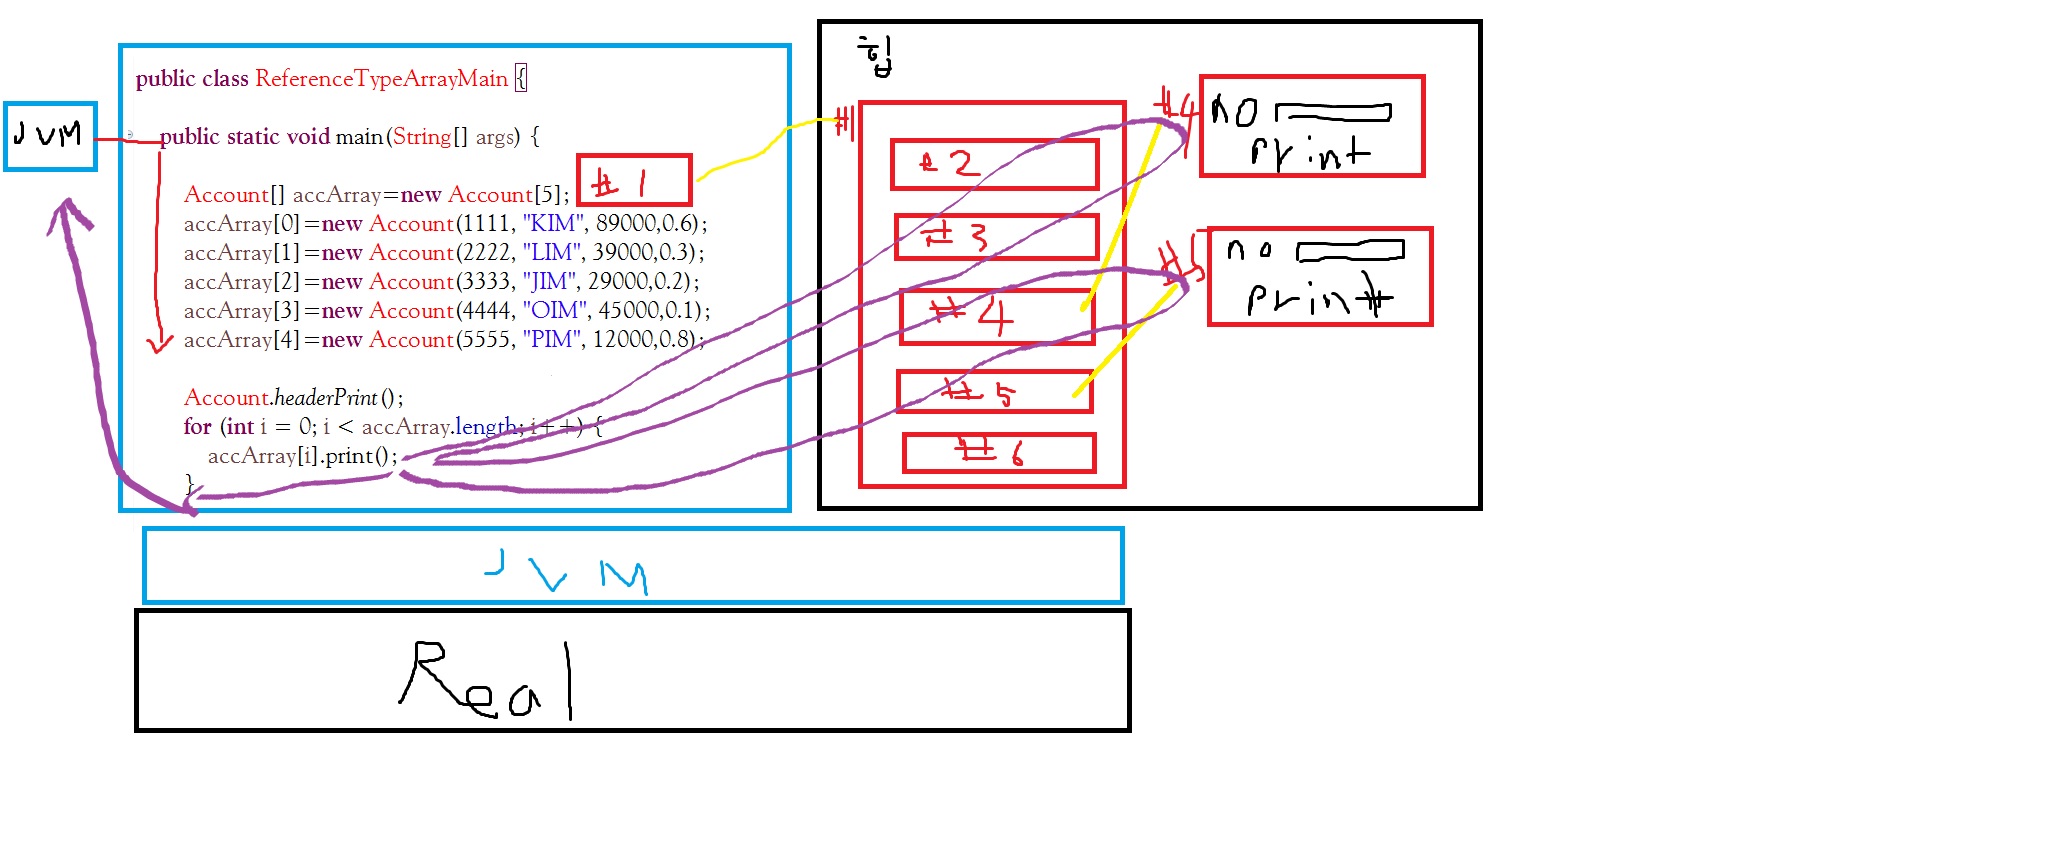 JVM
public class ReferenceTypeArrayMain {
public static void main(String[] args) {
Account[] accArray=new Account[5];
#1
accArray[0]=new Account(1111, "KIM", 89000,0.6);
accArray[1]=new Account(2222, "LIM", 39000,0.3);
accArray[2]=new Account(3333, "JIM", 29000,0.2);
accArray[3]=new Account(4444, "OIM", 45000,0.1);
accArray[4]=new Account(5555, "PIM", 12000,0.8);
Account.headerPrint();
for (int i = 0; i < accArray.length; i++) {
accArray[i].print();
}
힙
#1
#2
#3
#4
#5
#6
#4
no
print
#5
no
print
JVM
Real